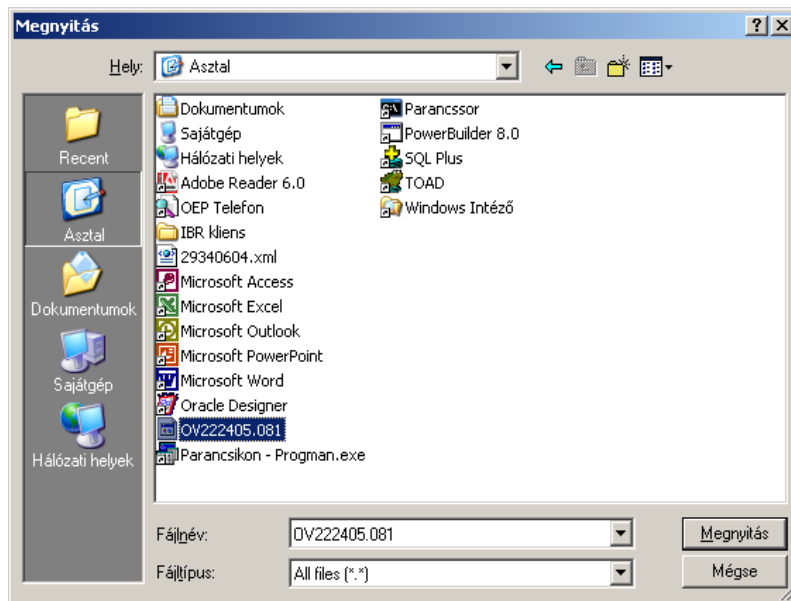 Megnyitás
Hely:
Asztal
Recent
Asztal
Dokumentumok
Sajátgép
Hálózati helyek
Dokumentumok
Sajátgép
Hálózati helyek
Adobe Reader 6.0
OEP Telefon
IBR kliens
29340604.xml
Microsoft Access
Microsoft Excel
Microsoft Outlook
Microsoft PowerPoint
Microsoft Word
Oracle Designer
OV222405.081
Parancsikon - Progman.exe
Parancssor
PowerBuilder 8.0
SQL Plus
TOAD
Windows Intéző
Fájlnév:
OV222405.081
Megnyitás
Fájltípus:
All files (*.*)
Mégse